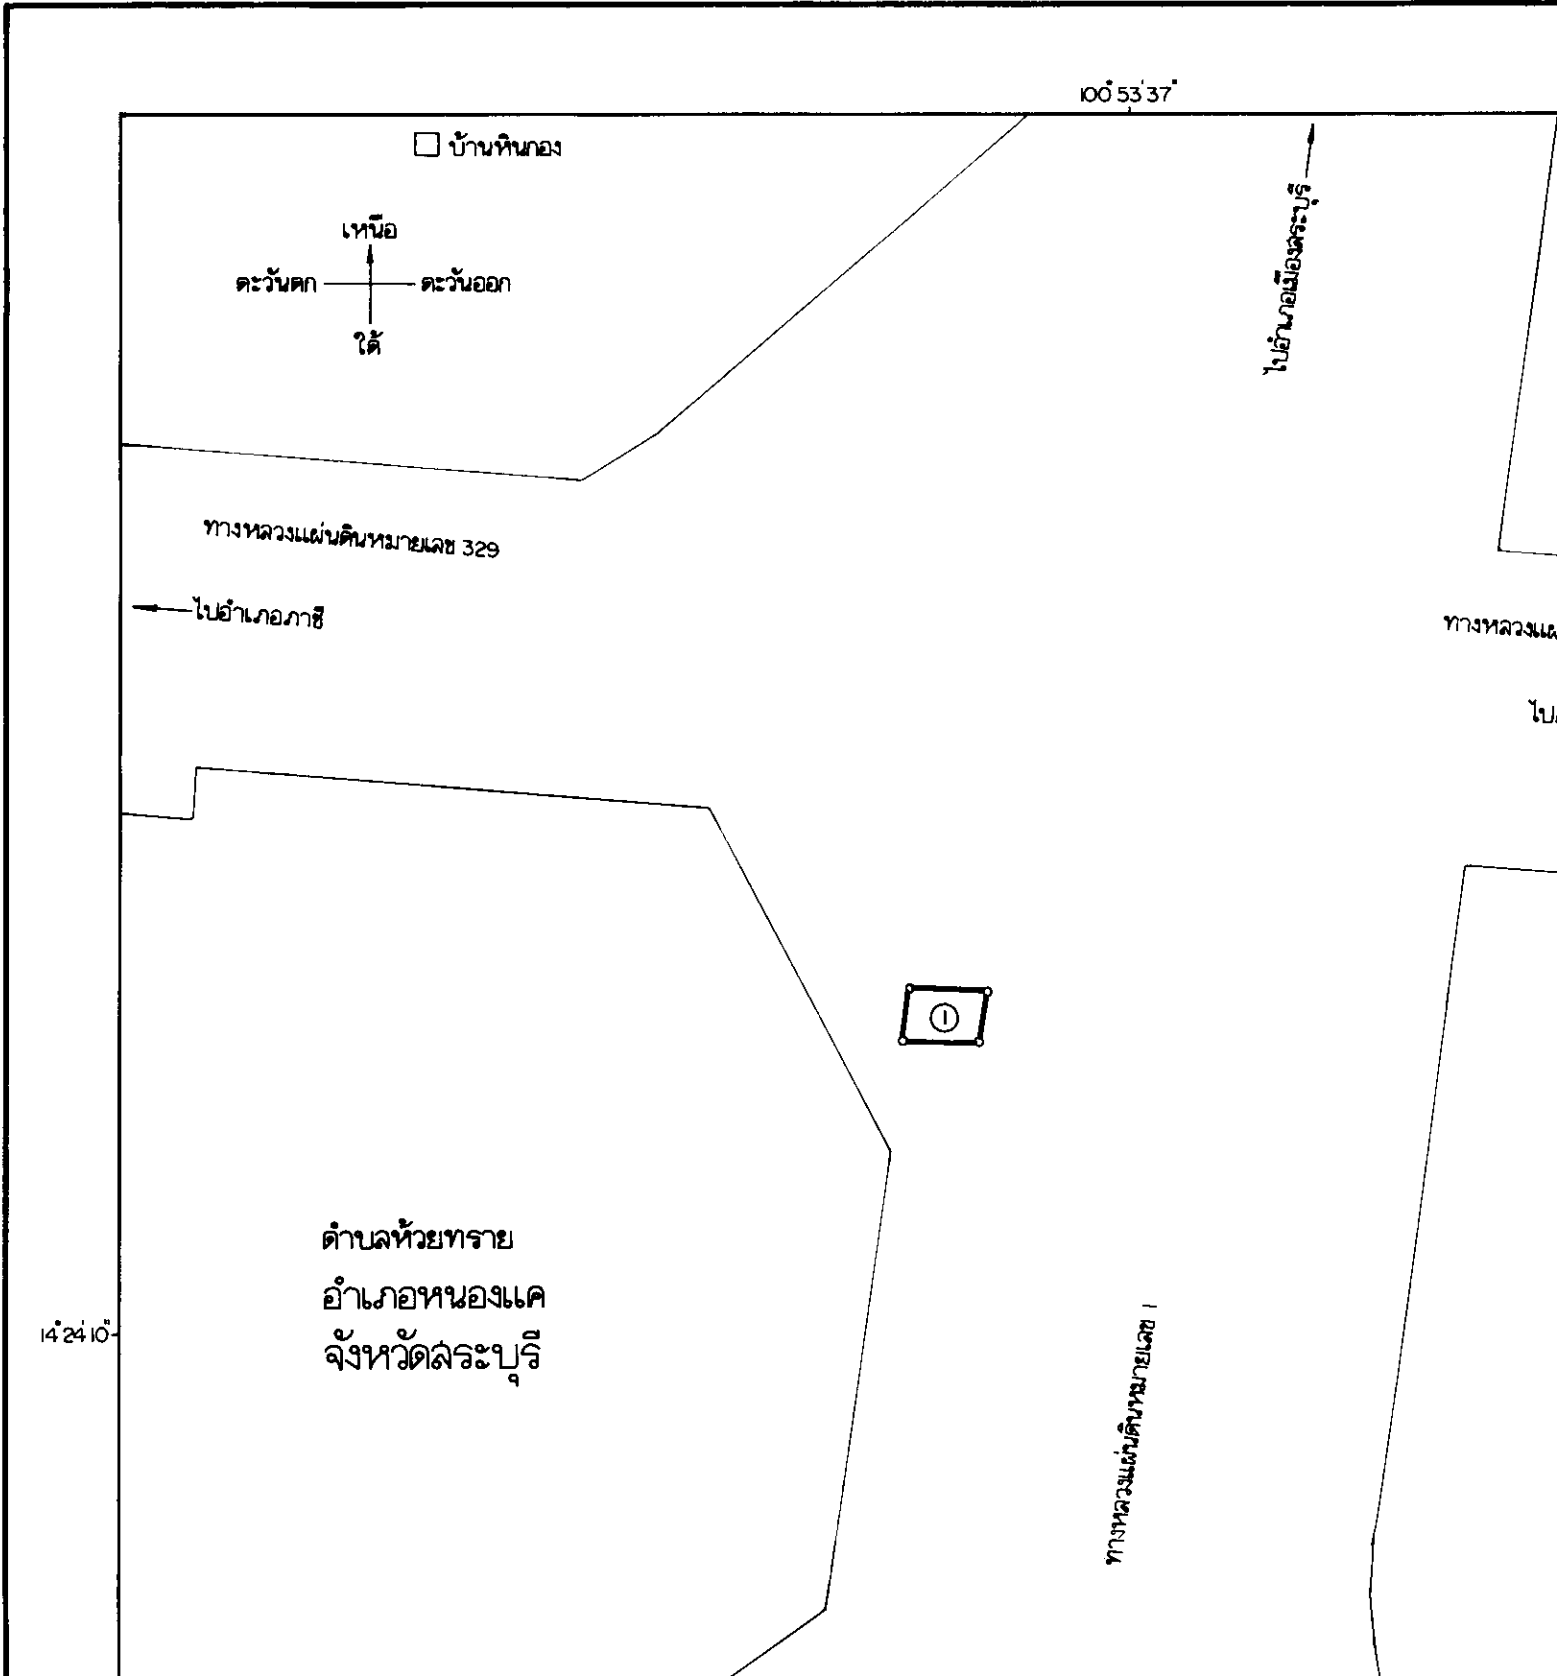 100° 53' 37"
บ้านหินกอง
เหนือ
ตะวันตก ตะวันออก
ใต้
ไปอำเภอเมืองสระบุรี
ทางหลวงแผ่นดินหมายเลข 329
ไปอำเภอภาชี
ทางหลวงแผ
ไป
1
ตำบลห้วยทราย
อำเภอหนองแค
จังหวัดสระบุรี
14° 24' 10"
ทางหลวงแผ่นดินหมายเลข 1